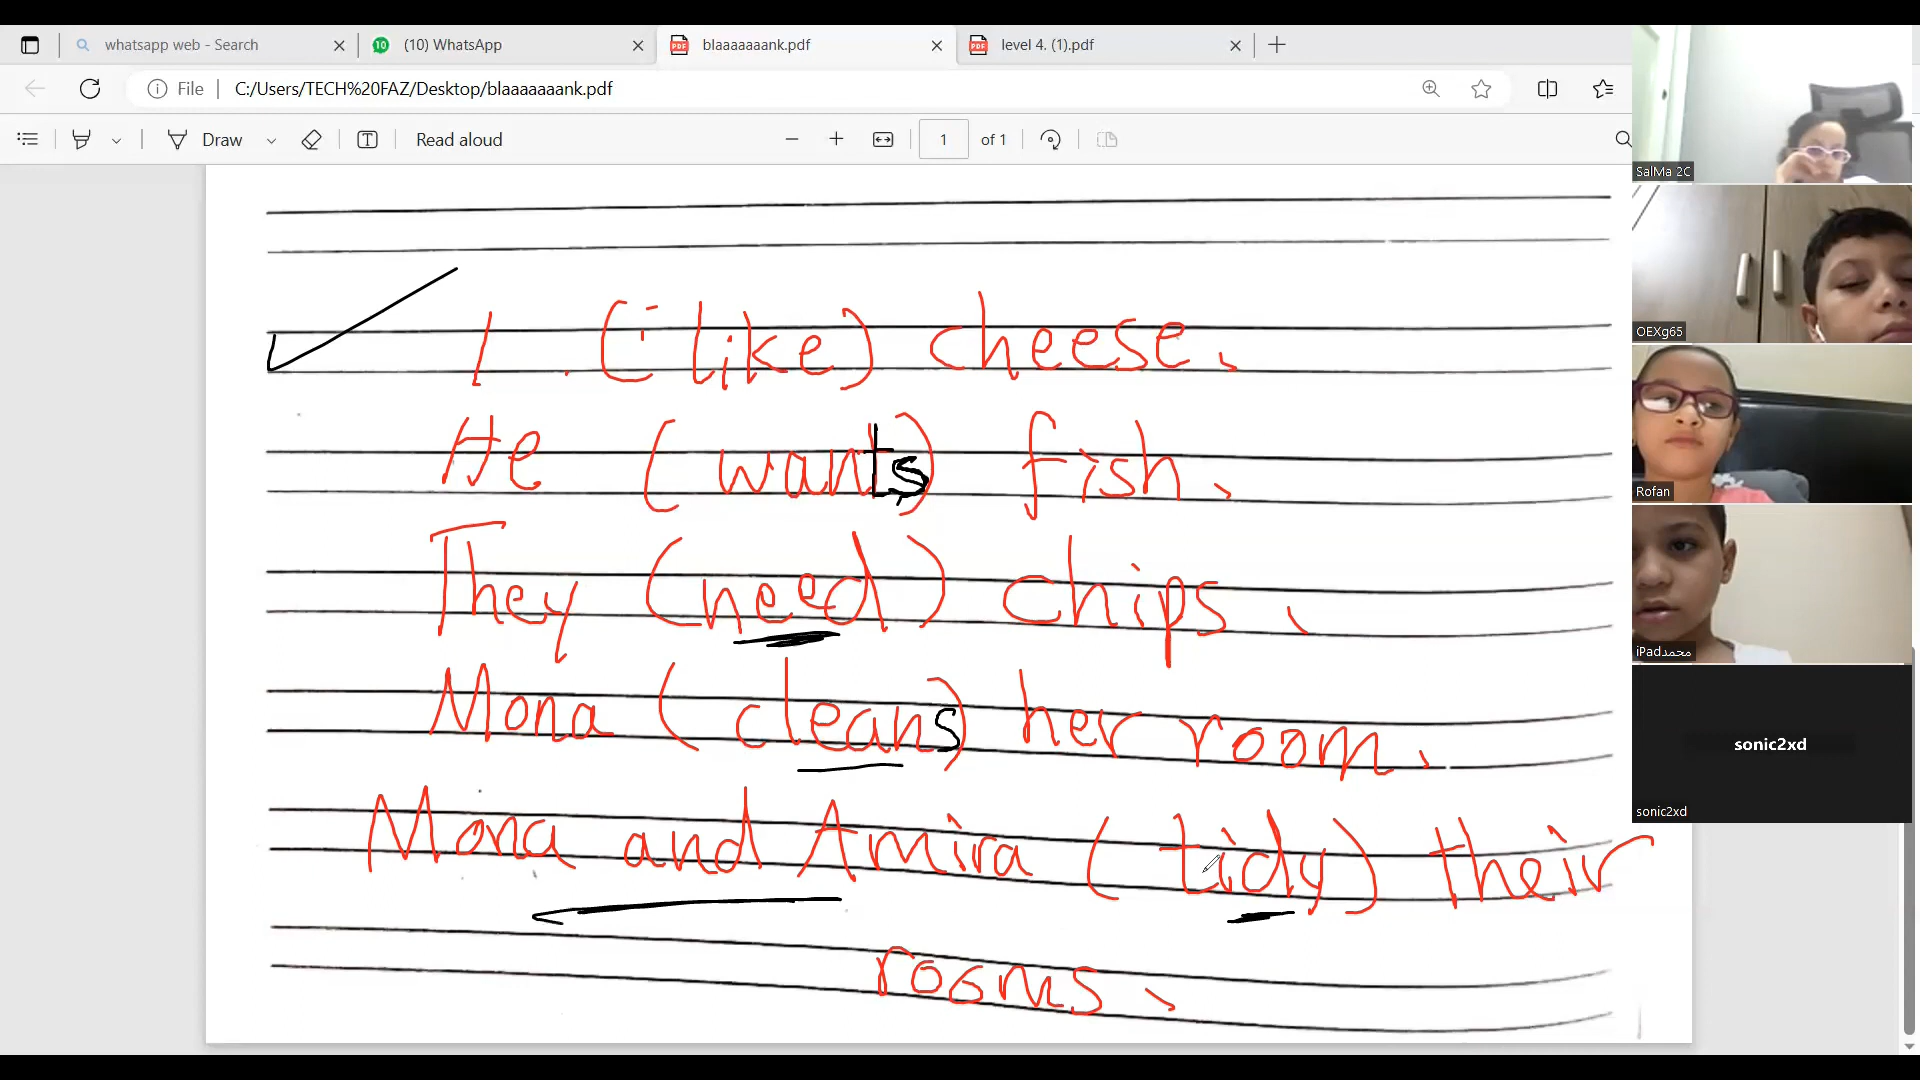 whatsapp web - Search
(10) WhatsApp
blaaaaaaank.pdf
level 4. (1).pdf
File
C:/Users/TECH%20FAZ/Desktop/blaaaaaaank.pdf
Draw
Read aloud
1
of 1
I (like) cheese.
He (wants) fish.
They (need) chips.
Mona (cleans) her room.
Mona and Amira (tidy) their
rooms.
SalMa 2C
OEXg65
Rofan
iPadمحمد
sonic2xd
sonic2xd